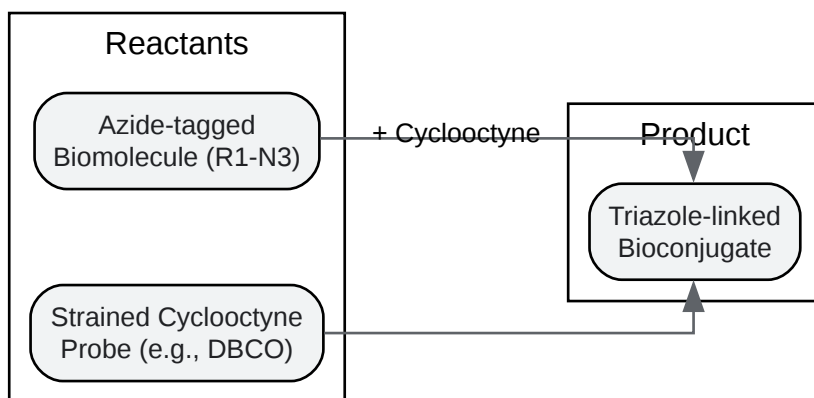 Reactants
Azide-tagged
Biomolecule (R1-N3)
+ Cyclooctyne
Product
Triazole-linked
Bioconjugate
Strained Cyclooctyne
Probe (e.g., DBCO)